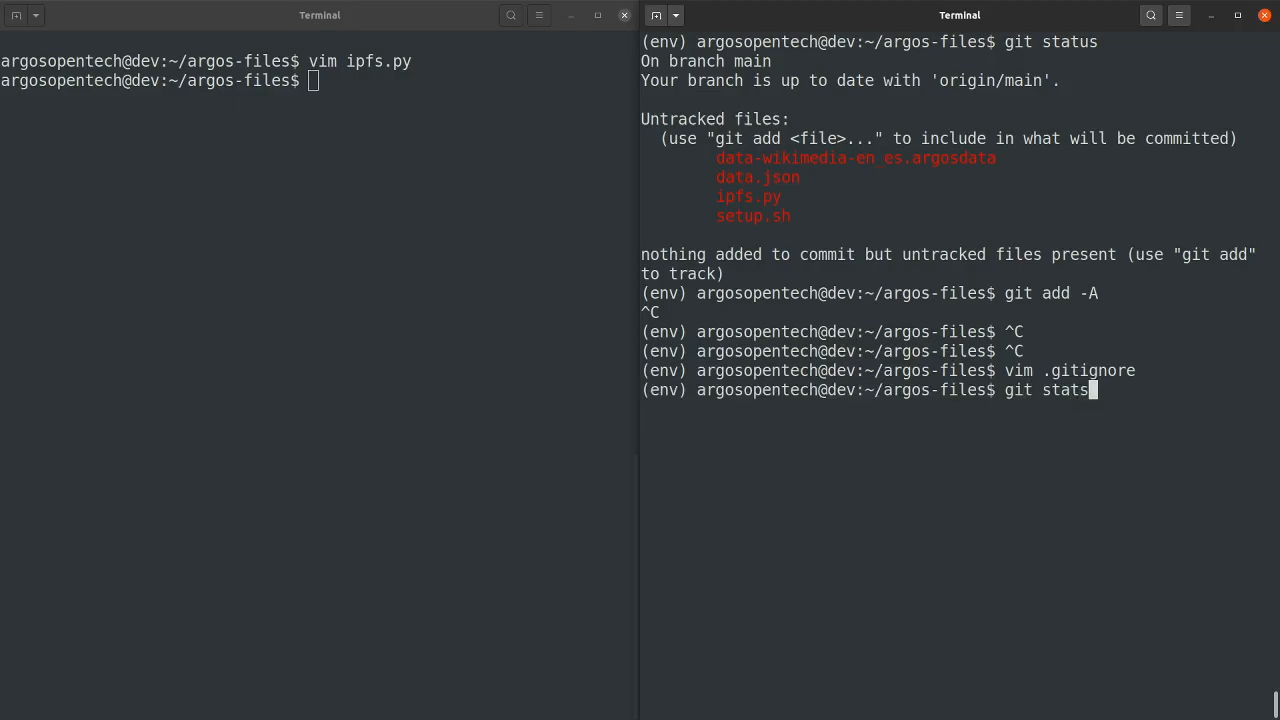 Terminal
argosopentech@dev:~/argos-files$ vim ipfs.py
argosopentech@dev:~/argos-files$
Terminal
(env) argosopentech@dev:~/argos-files$ git status
On branch main
Your branch is up to date with 'origin/main'.
Untracked files:
(use "git add <file>..." to include in what will be committed)
data-wikimedia-en_es.argosdata
data.json
ipfs.py
setup.sh
nothing added to commit but untracked files present (use "git add"
to track)
(env) argosopentech@dev:~/argos-files$ git add -A
^C
(env) argosopentech@dev:~/argos-files$ ^C
(env) argosopentech@dev:~/argos-files$ ^C
(env) argosopentech@dev:~/argos-files$ vim .gitignore
(env) argosopentech@dev:~/argos-files$ git stats